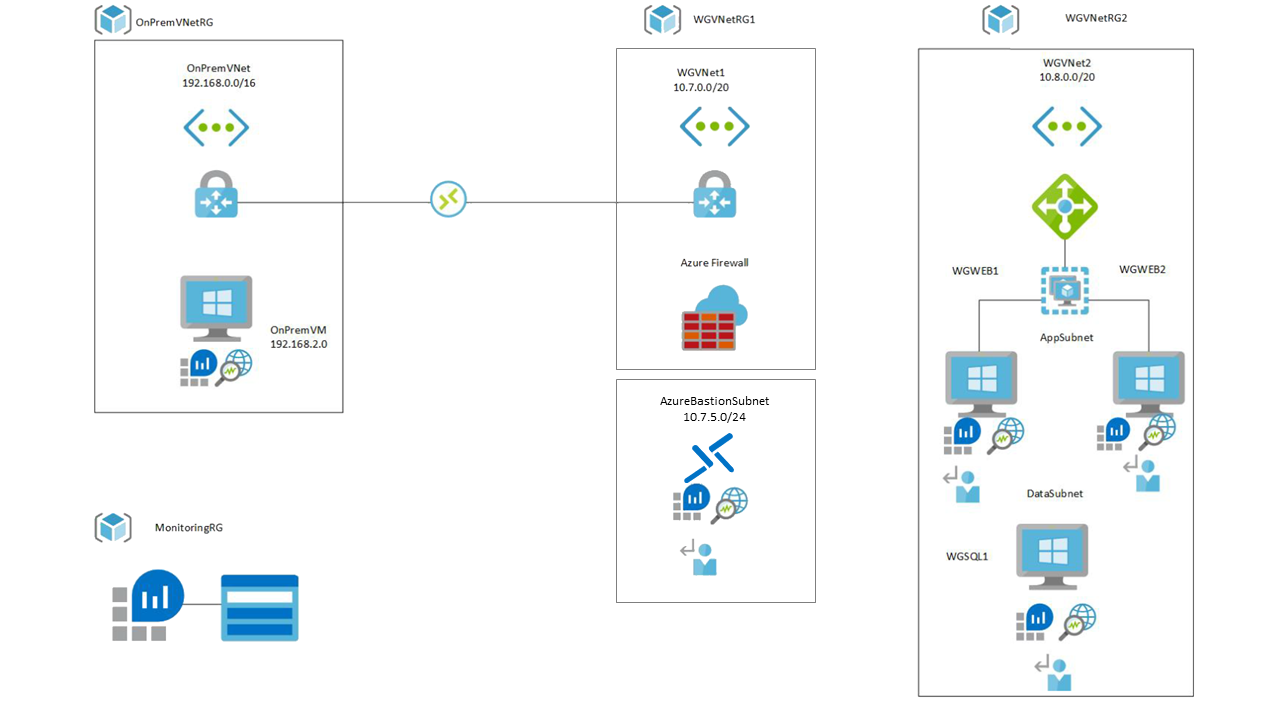 OnPremVNetRG
OnPremVNet
192.168.0.0/16
OnPremVM
192.168.2.0
MonitoringRG
WGVNetRG1
WGVNet1
10.7.0.0/20
Azure Firewall
AzureBastionSubnet
10.7.5.0/24
WGVNetRG2
WGVNet2
10.8.0.0/20
WGWEB1
WGWEB2
AppSubnet
DataSubnet
WGSQL1